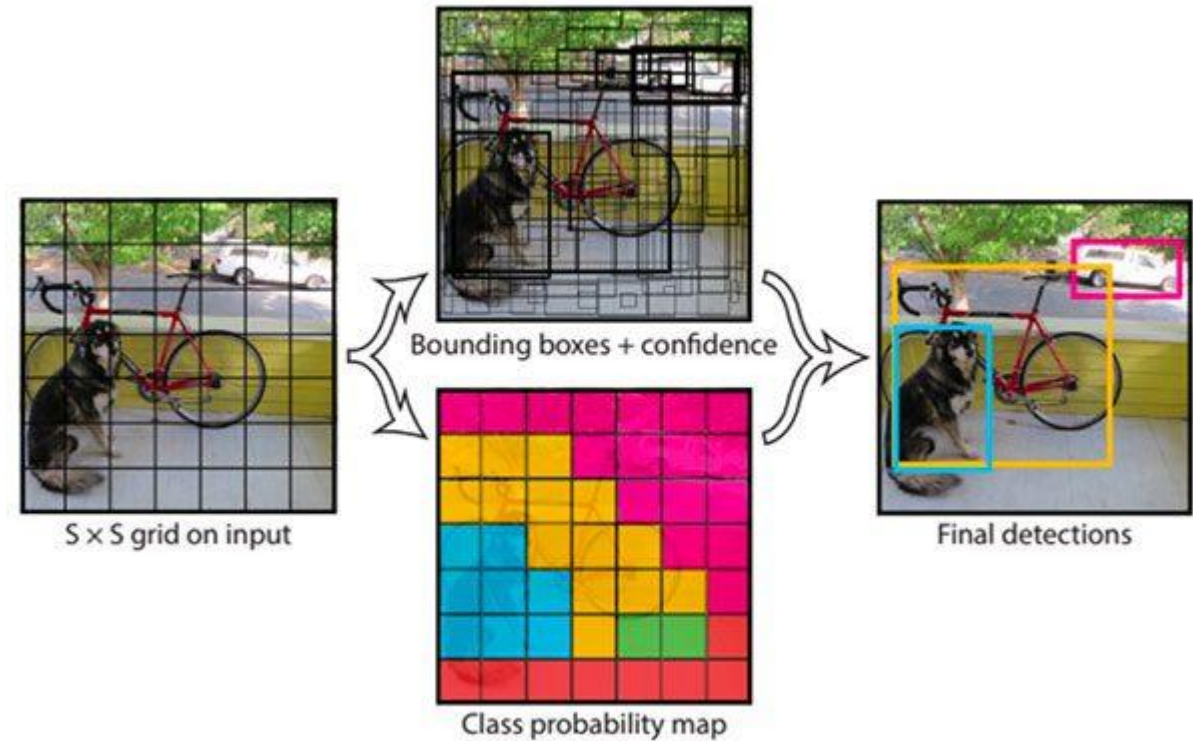 Bounding boxes + confidence
S × S grid on input
Final detections
Class probability map